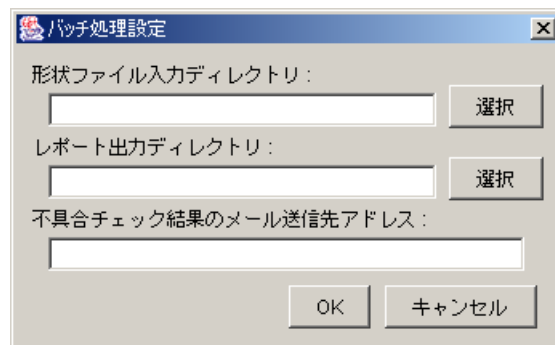 バッチ処理設定
形状ファイル入力ディレクトリ：
選択
レポート出力ディレクトリ：
選択
不具合チェック結果のメール送信先アドレス：
OK キャンセル